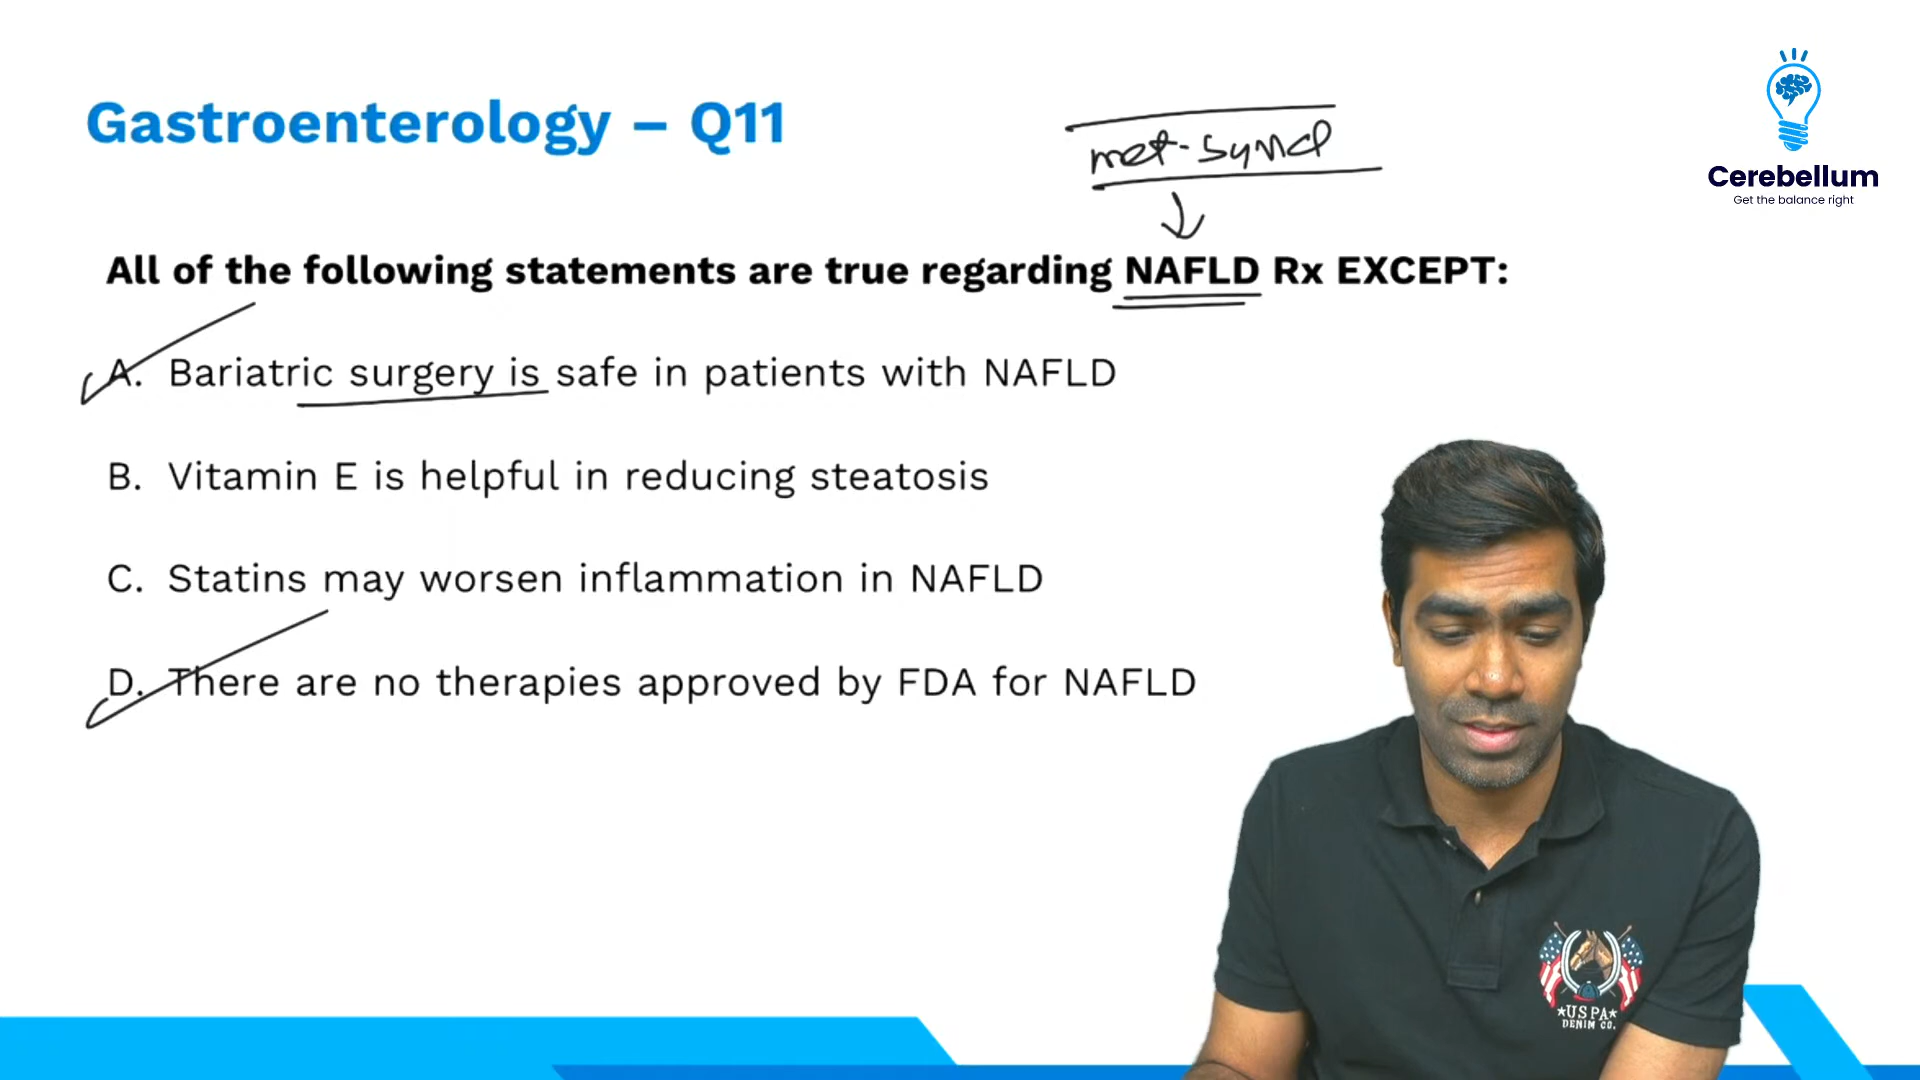 Gastroenterology – Q11
met-synd
Cerebellum
Get the balance right
All of the following statements are true regarding NAFLD Rx EXCEPT:
A. Bariatric surgery is safe in patients with NAFLD
B. Vitamin E is helpful in reducing steatosis
C. Statins may worsen inflammation in NAFLD
D. There are no therapies approved by FDA for NAFLD
USPA
DENIM CO.